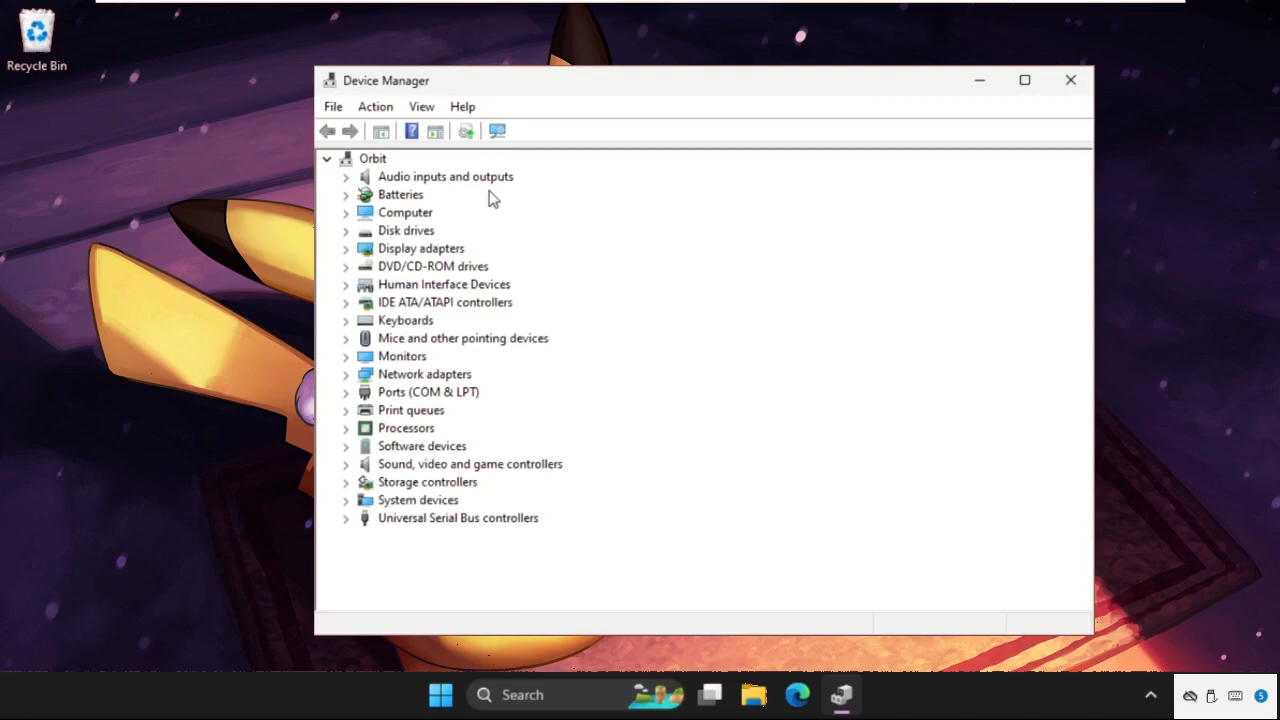 Recycle Bin
Device Manager
File Action View Help
Orbit
Audio inputs and outputs
Batteries
Computer
Disk drives
Display adapters
DVD/CD-ROM drives
Human Interface Devices
IDE ATA/ATAPI controllers
Keyboards
Mice and other pointing devices
Monitors
Network adapters
Ports (COM & LPT)
Print queues
Processors
Software devices
Sound, video and game controllers
Storage controllers
System devices
Universal Serial Bus controllers
Search
5